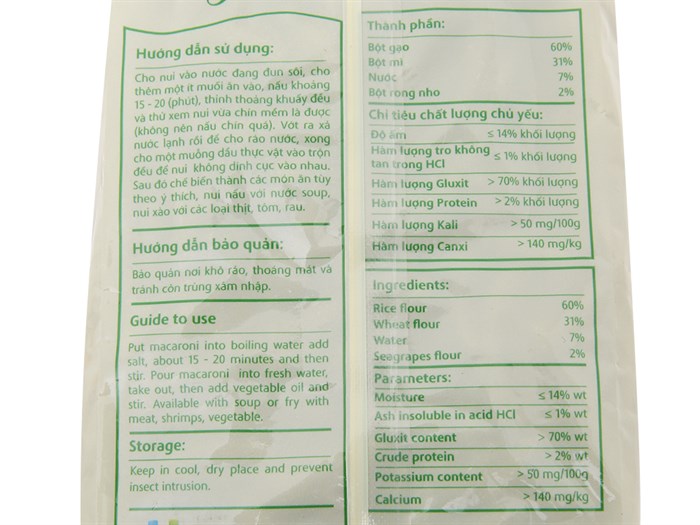 Hướng dẫn sử dụng:
Cho nui vào nước đang đun sôi, cho
thêm một ít muối ăn vào, nấu khoảng
15 - 20 (phút), thỉnh thoảng khuấy đều
và thử xem nui vừa chín mềm là được
(không nên nấu chín quá). Vớt ra xả
nước lạnh rồi để cho ráo nước, xong
cho một muỗng dầu thực vật vào trộn
đều để nui không dính cục vào nhau.
Sau đó chế biến thành các món ăn tùy
theo ý thích, nui nấu với nước soup,
nui xào với các loại thịt, tôm, rau.
Hướng dẫn bảo quản:
Bảo quản nơi khô ráo, thoáng mát và
tránh côn trùng xâm nhập.
Guide to use
Put macaroni into boiling water add
salt, about 15 - 20 minutes and then
stir. Pour macaroni into fresh water,
take out, then add vegetable oil and
stir. Available with soup or fry with
meat, shrimps, vegetable.
Storage:
Keep in cool, dry place and prevent
insect intrusion.
Thành phần:
Bột gạo 60%
Bột mì 31%
Nước 7%
Bột rong nho 2%
Chỉ tiêu chất lượng chủ yếu:
Độ ẩm ≤ 14% khối lượng
Hàm lượng tro không
tan trong HCl ≤ 1% khối lượng
Hàm lượng Gluxit > 70% khối lượng
Hàm lượng Protein > 2% khối lượng
Hàm lượng Kali > 50 mg/100g
Hàm lượng Canxi > 140 mg/kg
Ingredients:
Rice flour 60%
Wheat flour 31%
Water 7%
Seagrapes flour 2%
Parameters:
Moisture ≤ 14% wt
Ash insoluble in acid HCl ≤ 1% wt
Gluxit content > 70% wt
Crude protein > 2% wt
Potassium content > 50 mg/100g
Calcium > 140 mg/kg